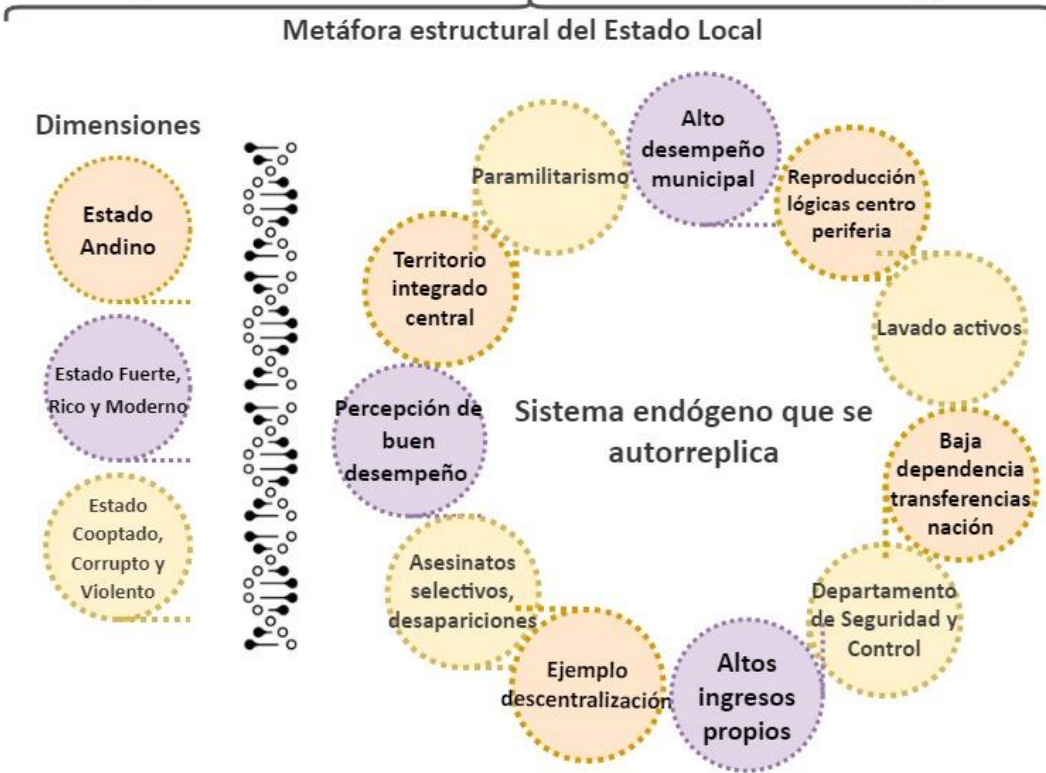 Metáfora estructural del Estado Local
Dimensiones
Estado
Andino
Estado Fuerte,
Rico y Moderno
Estado
Cooptado,
Corrupto y
Violento
Alto
desempeño
municipal
Reproducción
lógicas centro
periferia
Lavado activos
Baja
dependencia
transferencias
nación
Departamento
de Seguridad y
Control
Altos
ingresos
propios
Ejemplo
descentralización
Asesinatos
selectivos,
desapariciones
Percepción de
buen
desempeño
Territorio
integrado
central
Paramilitarismo
Sistema endógeno que se
autorreplica